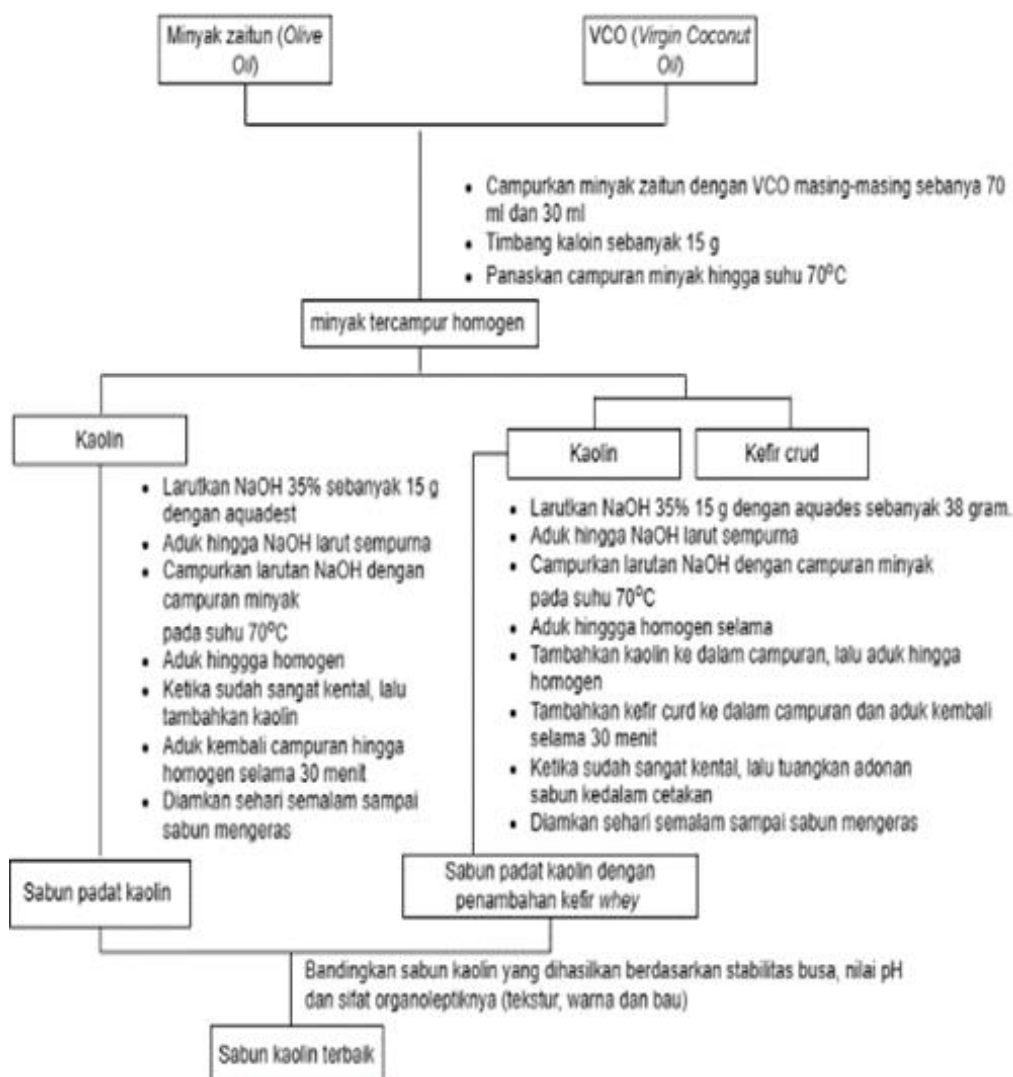 Minyak zaitun (Olive
Oil)
VCO (Virgin Coconut
Oil)
• Campurkan minyak zaitun dengan VCO masing-masing sebanya 70
ml dan 30 ml
• Timbang kaloin sebanyak 15 g
• Panaskan campuran minyak hingga suhu 70⁰C
minyak tercampur homogen
Kaolin
• Larutkan NaOH 35% sebanyak 15 g
dengan aquadest
• Aduk hingga NaOH larut sempurna
• Campurkan larutan NaOH dengan
campuran minyak
pada suhu 70⁰C
• Aduk hinggga homogen
• Ketika sudah sangat kental, lalu
tambahkan kaolin
• Aduk kembali campuran hingga
homogen selama 30 menit
• Diamkan sehari semalam sampai
sabun mengeras
Sabun padat kaolin
Kaolin
Kefir crud
• Larutkan NaOH 35% 15 g dengan aquades sebanyak 38 gram.
• Aduk hingga NaOH larut sempurna
• Campurkan larutan NaOH dengan campuran minyak
pada suhu 70⁰C
• Aduk hinggga homogen selama
• Tambahkan kaolin ke dalam campuran, lalu aduk hingga
homogen
• Tambahkan kefir curd ke dalam campuran dan aduk kembali
selama 30 menit
• Ketika sudah sangat kental, lalu tuangkan adonan
sabun kedalam cetakan
• Diamkan sehari semalam sampai sabun mengeras
Sabun padat kaolin dengan
penambahan kefir whey
Bandingkan sabun kaolin yang dihasilkan berdasarkan stabilitas busa, nilai pH
dan sifat organoleptiknya (tekstur, warna dan bau)
Sabun kaolin terbaik